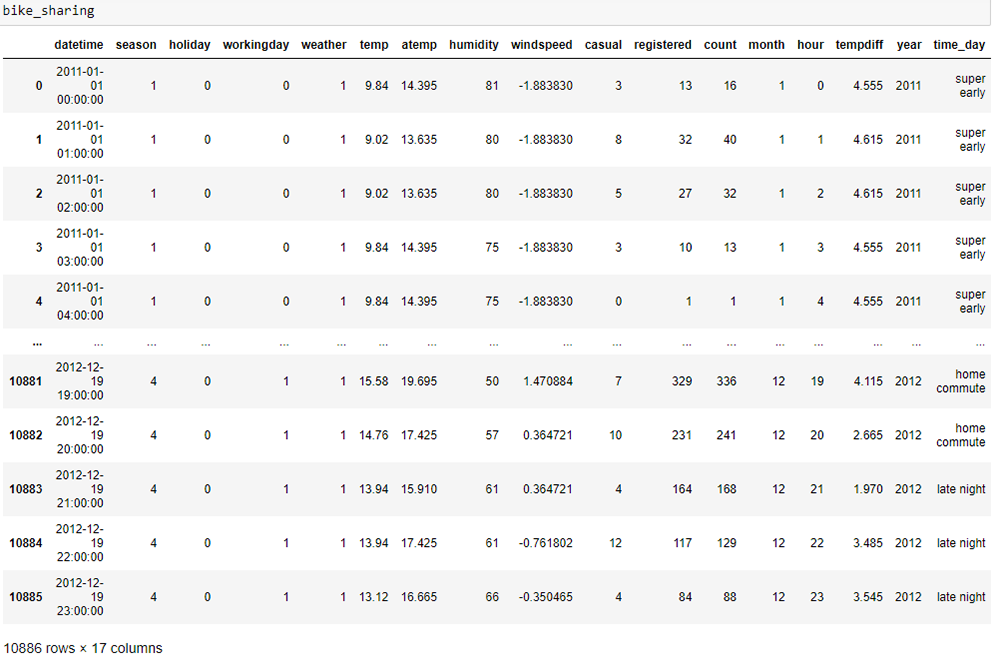 bike_sharing
datetime season holiday workingday weather temp atemp humidity windspeed casual registered count month hour tempdiff year time_day
0 2011-01-01 00:00:00 1 0 0 1 9.84 14.395 81 -1.883830 3 13 16 1 0 4.555 2011 super early
1 2011-01-01 01:00:00 1 0 0 1 9.02 13.635 80 -1.883830 8 32 40 1 1 4.615 2011 super early
2 2011-01-01 02:00:00 1 0 0 1 9.02 13.635 80 -1.883830 5 27 32 1 2 4.615 2011 super early
3 2011-01-01 03:00:00 1 0 0 1 9.84 14.395 75 -1.883830 3 10 13 1 3 4.555 2011 super early
4 2011-01-01 04:00:00 1 0 0 1 9.84 14.395 75 -1.883830 0 1 1 1 4 4.555 2011 super early
... ... ... ... ... ... ... ... ... ... ... ... ... ... ... ... ... ...
10881 2012-12-19 19:00:00 4 0 1 1 15.58 19.695 50 1.470884 7 329 336 12 19 4.115 2012 home commute
10882 2012-12-19 20:00:00 4 0 1 1 14.76 17.425 57 0.364721 10 231 241 12 20 2.665 2012 home commute
10883 2012-12-19 21:00:00 4 0 1 1 13.94 15.910 61 0.364721 4 164 168 12 21 1.970 2012 late night
10884 2012-12-19 22:00:00 4 0 1 1 13.94 17.425 61 -0.761802 12 117 129 12 22 3.485 2012 late night
10885 2012-12-19 23:00:00 4 0 1 1 13.12 16.665 66 -0.350465 4 84 88 12 23 3.545 2012 late night
10886 rows × 17 columns